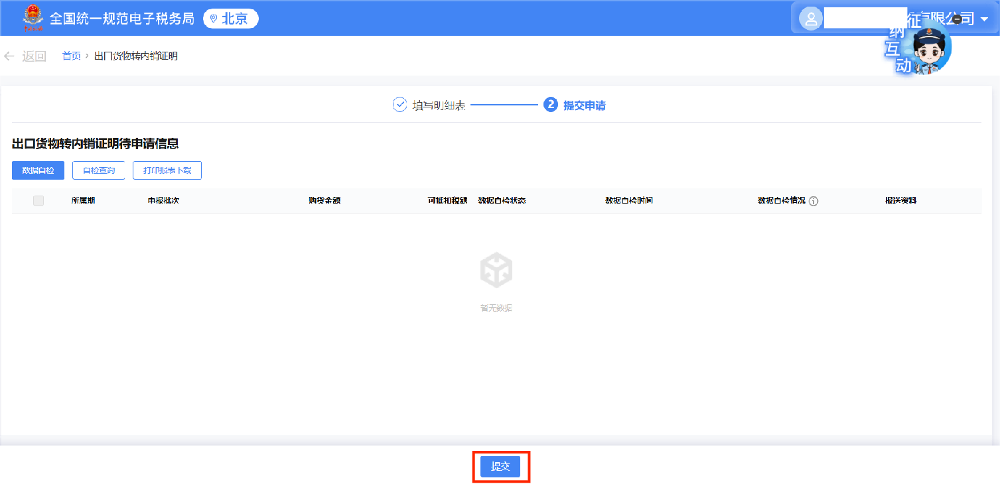 全国统一规范电子税务局 北京
征 有限公司
纳
互
动
返回 首页 > 出口货物转内销证明
填写明细表 2 提交申请
出口货物转内销证明待申请信息
数据自检 自检查询 打印报表下载
所属期 申报批次 购货金额 可抵扣税额 数据自检状态 数据自检时间 数据自检情况 报送资料
暂无数据
提交